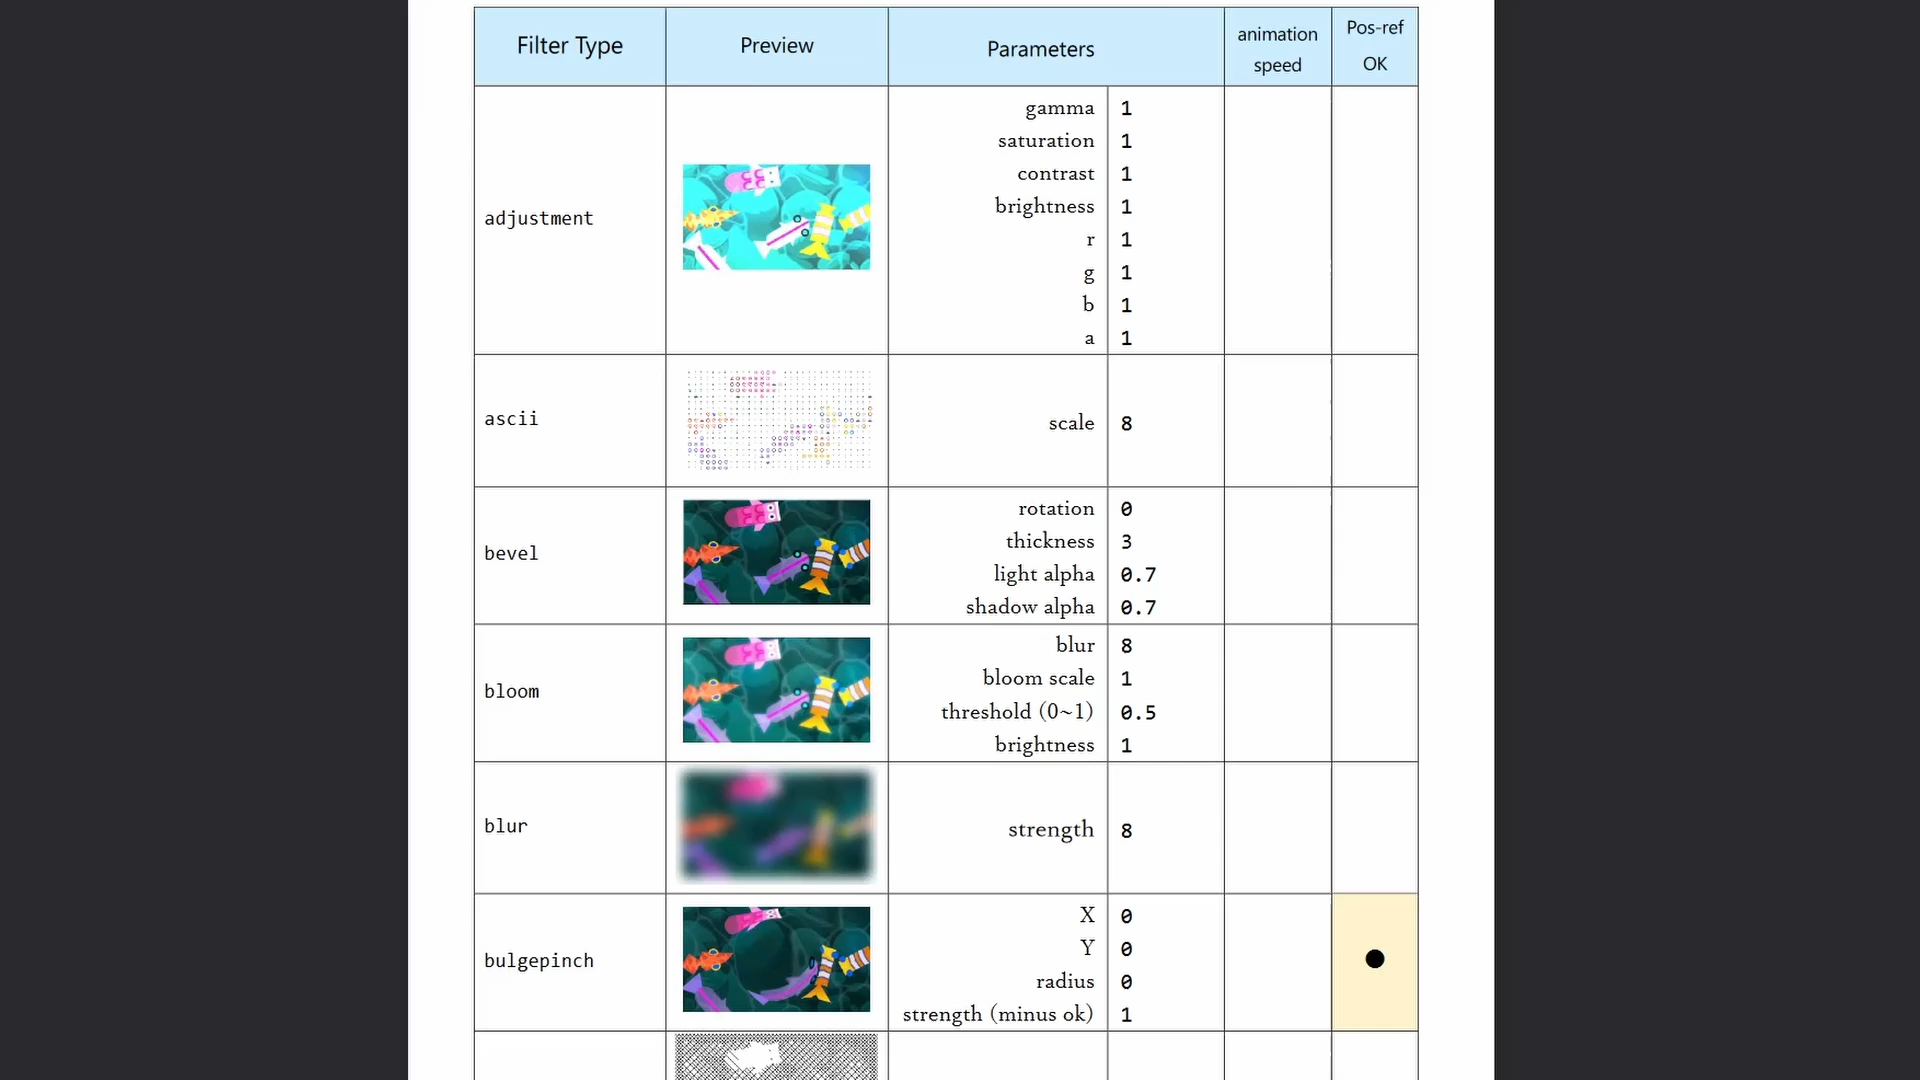 Filter Type Preview Parameters animation speed Pos-ref OK
adjustment
gamma 1
saturation 1
contrast 1
brightness 1
r 1
g 1
b 1
a 1
ascii
scale 8
bevel
rotation 0
thickness 3
light alpha 0.7
shadow alpha 0.7
bloom
blur 8
bloom scale 1
threshold (0~1) 0.5
brightness 1
blur
strength 8
bulgepinch
X 0
Y 0
radius 0
strength (minus ok) 1